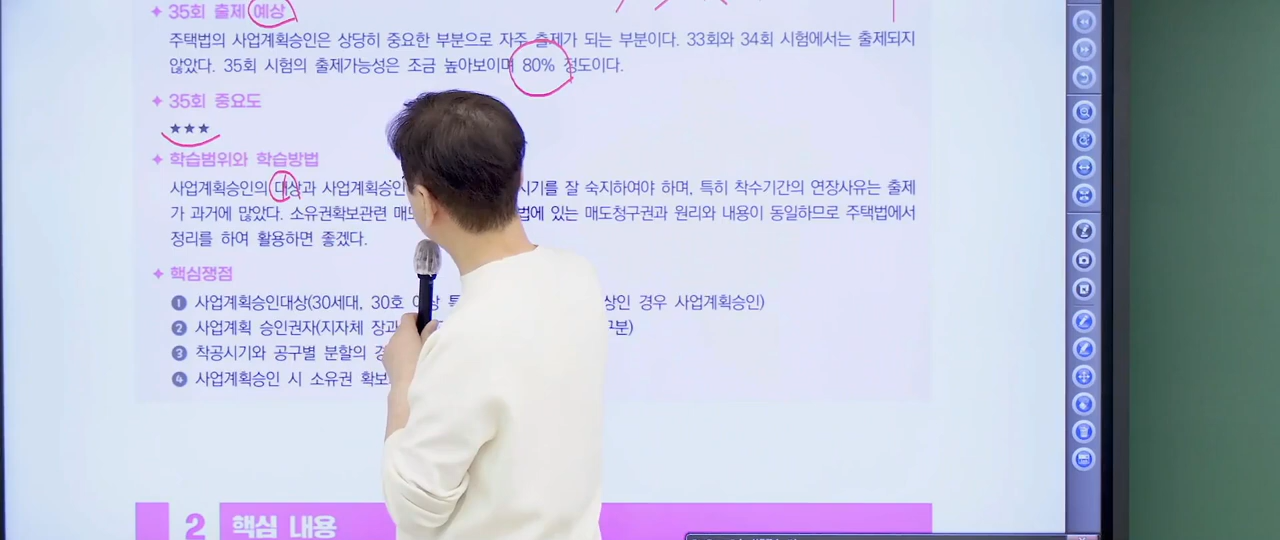 ✦ 35회 출제 예상
주택법의 사업계획승인은 상당히 중요한 부분으로 자주 출제가 되는 부분이다. 33회와 34회 시험에서는 출제되지
않았다. 35회 시험의 출제가능성은 조금 높아보이며 80% 정도이다.
✦ 35회 중요도
★★★
✦ 학습범위와 학습방법
사업계획승인의 대상과 사업계획승인 시기를 잘 숙지하여야 하며, 특히 착수기간의 연장사유는 출제
가 과거에 많았다. 소유권확보관련 법에 있는 매도청구권과 원리와 내용이 동일하므로 주택법에서
정리를 하여 활용하면 좋겠다.
✦ 핵심쟁점
❶ 사업계획승인대상(30세대, 30호 경우 사업계획승인)
❷ 사업계획 승인권자(지자체
❸ 착공시기와 공구별 분할의
❹ 사업계획승인 시 소유권 확보
2 핵심 내용